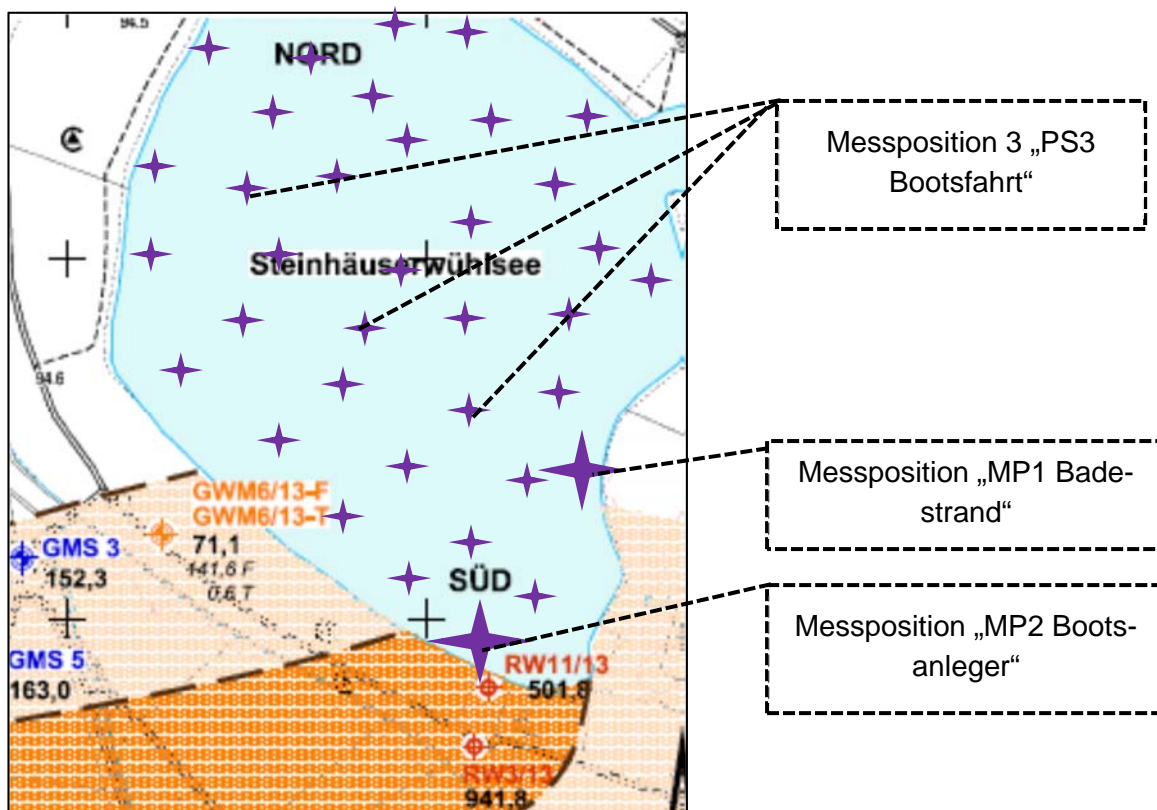 94.5
NORD
Messposition 3 „PS3
Bootsfahrt“
Steinhäuserwühlsee
94.6
Messposition „MP1 Bade-
strand“
GWM6/13-F
GWM6/13-T
GMS 3
71,1
152,3
141,6 F
0,6 T
SÜD
Messposition „MP2 Boots-
anleger“
GMS 5
163,0
RW11/13
501,8
RW3/13
941,8